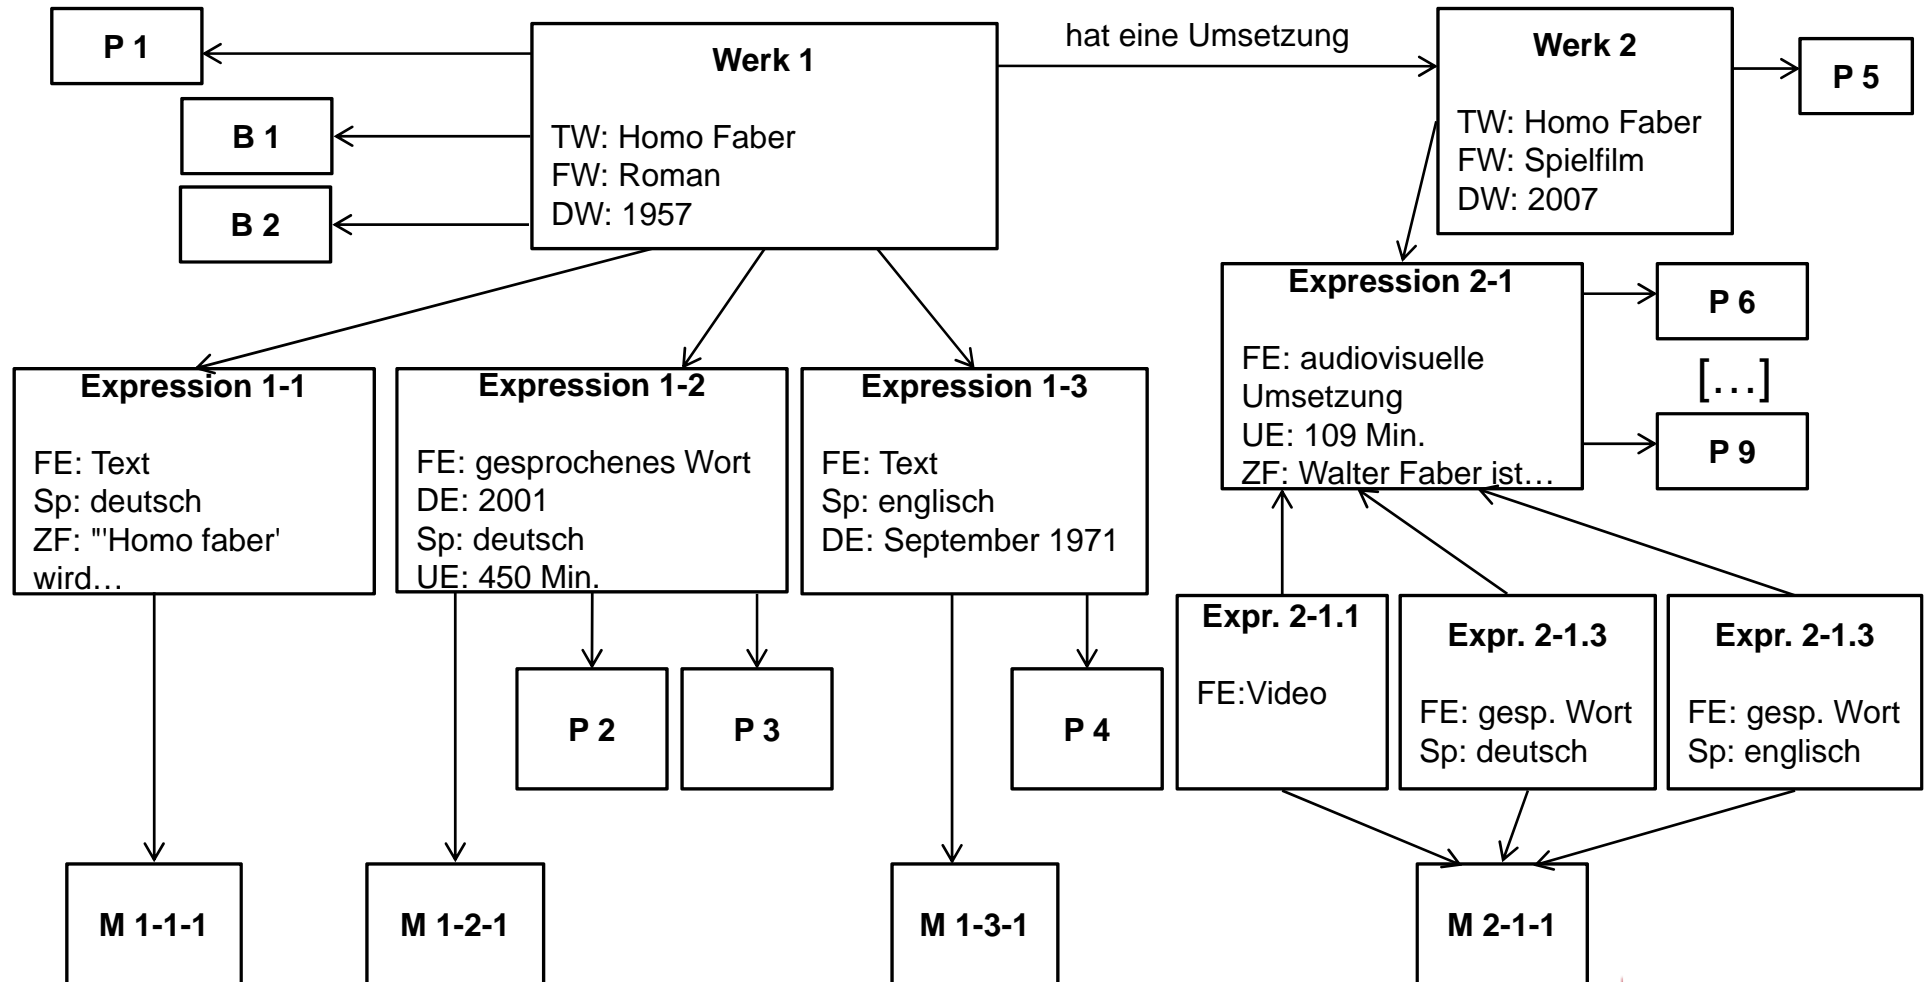 P 1
B 1
B 2
Werk 1
TW: Homo Faber
FW: Roman
DW: 1957
hat eine Umsetzung
Werk 2
TW: Homo Faber
FW: Spielfilm
DW: 2007
P 5
Expression 2-1
FE: audiovisuelle
Umsetzung
UE: 109 Min.
ZF: Walter Faber ist…
P 6
[…]
P 9
Expression 1-1
FE: Text
Sp: deutsch
ZF: "'Homo faber'
wird…
Expression 1-2
FE: gesprochenes Wort
DE: 2001
Sp: deutsch
UE: 450 Min.
Expression 1-3
FE: Text
Sp: englisch
DE: September 1971
P 2
P 3
P 4
Expr. 2-1.1
FE:Video
Expr. 2-1.3
FE: gesp. Wort
Sp: deutsch
Expr. 2-1.3
FE: gesp. Wort
Sp: englisch
M 1-1-1
M 1-2-1
M 1-3-1
M 2-1-1